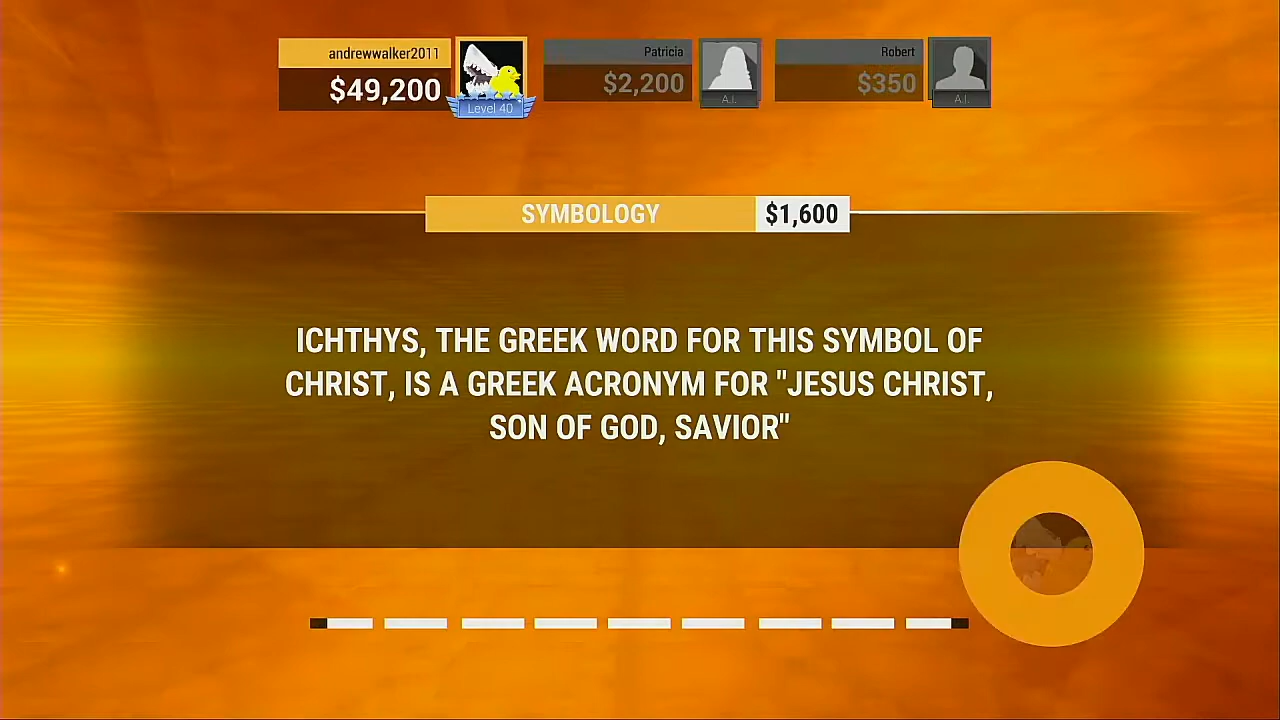 andrewwalker2011
$49,200
Level 40
Patricia
$2,200
A.I.
Robert
$350
A.I.
SYMBOLOGY
$1,600
ICHTHYS, THE GREEK WORD FOR THIS SYMBOL OF
CHRIST, IS A GREEK ACRONYM FOR "JESUS CHRIST,
SON OF GOD, SAVIOR"